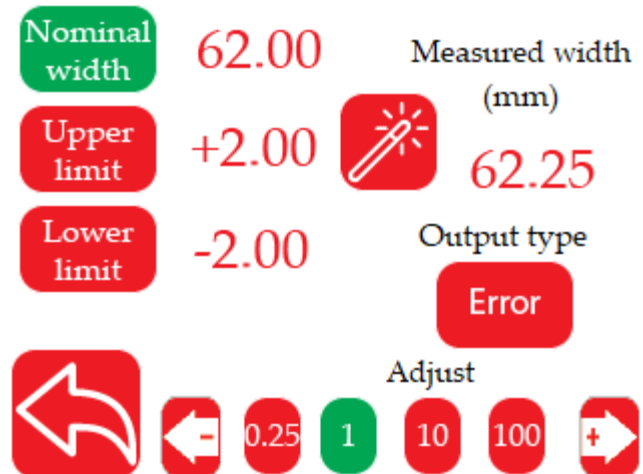 Nominal
width
62.00
Measured width
(mm)
Upper
limit
+2.00
62.25
Lower
limit
-2.00
Output type
Error
Adjust
-
0.25
1
10
100
+